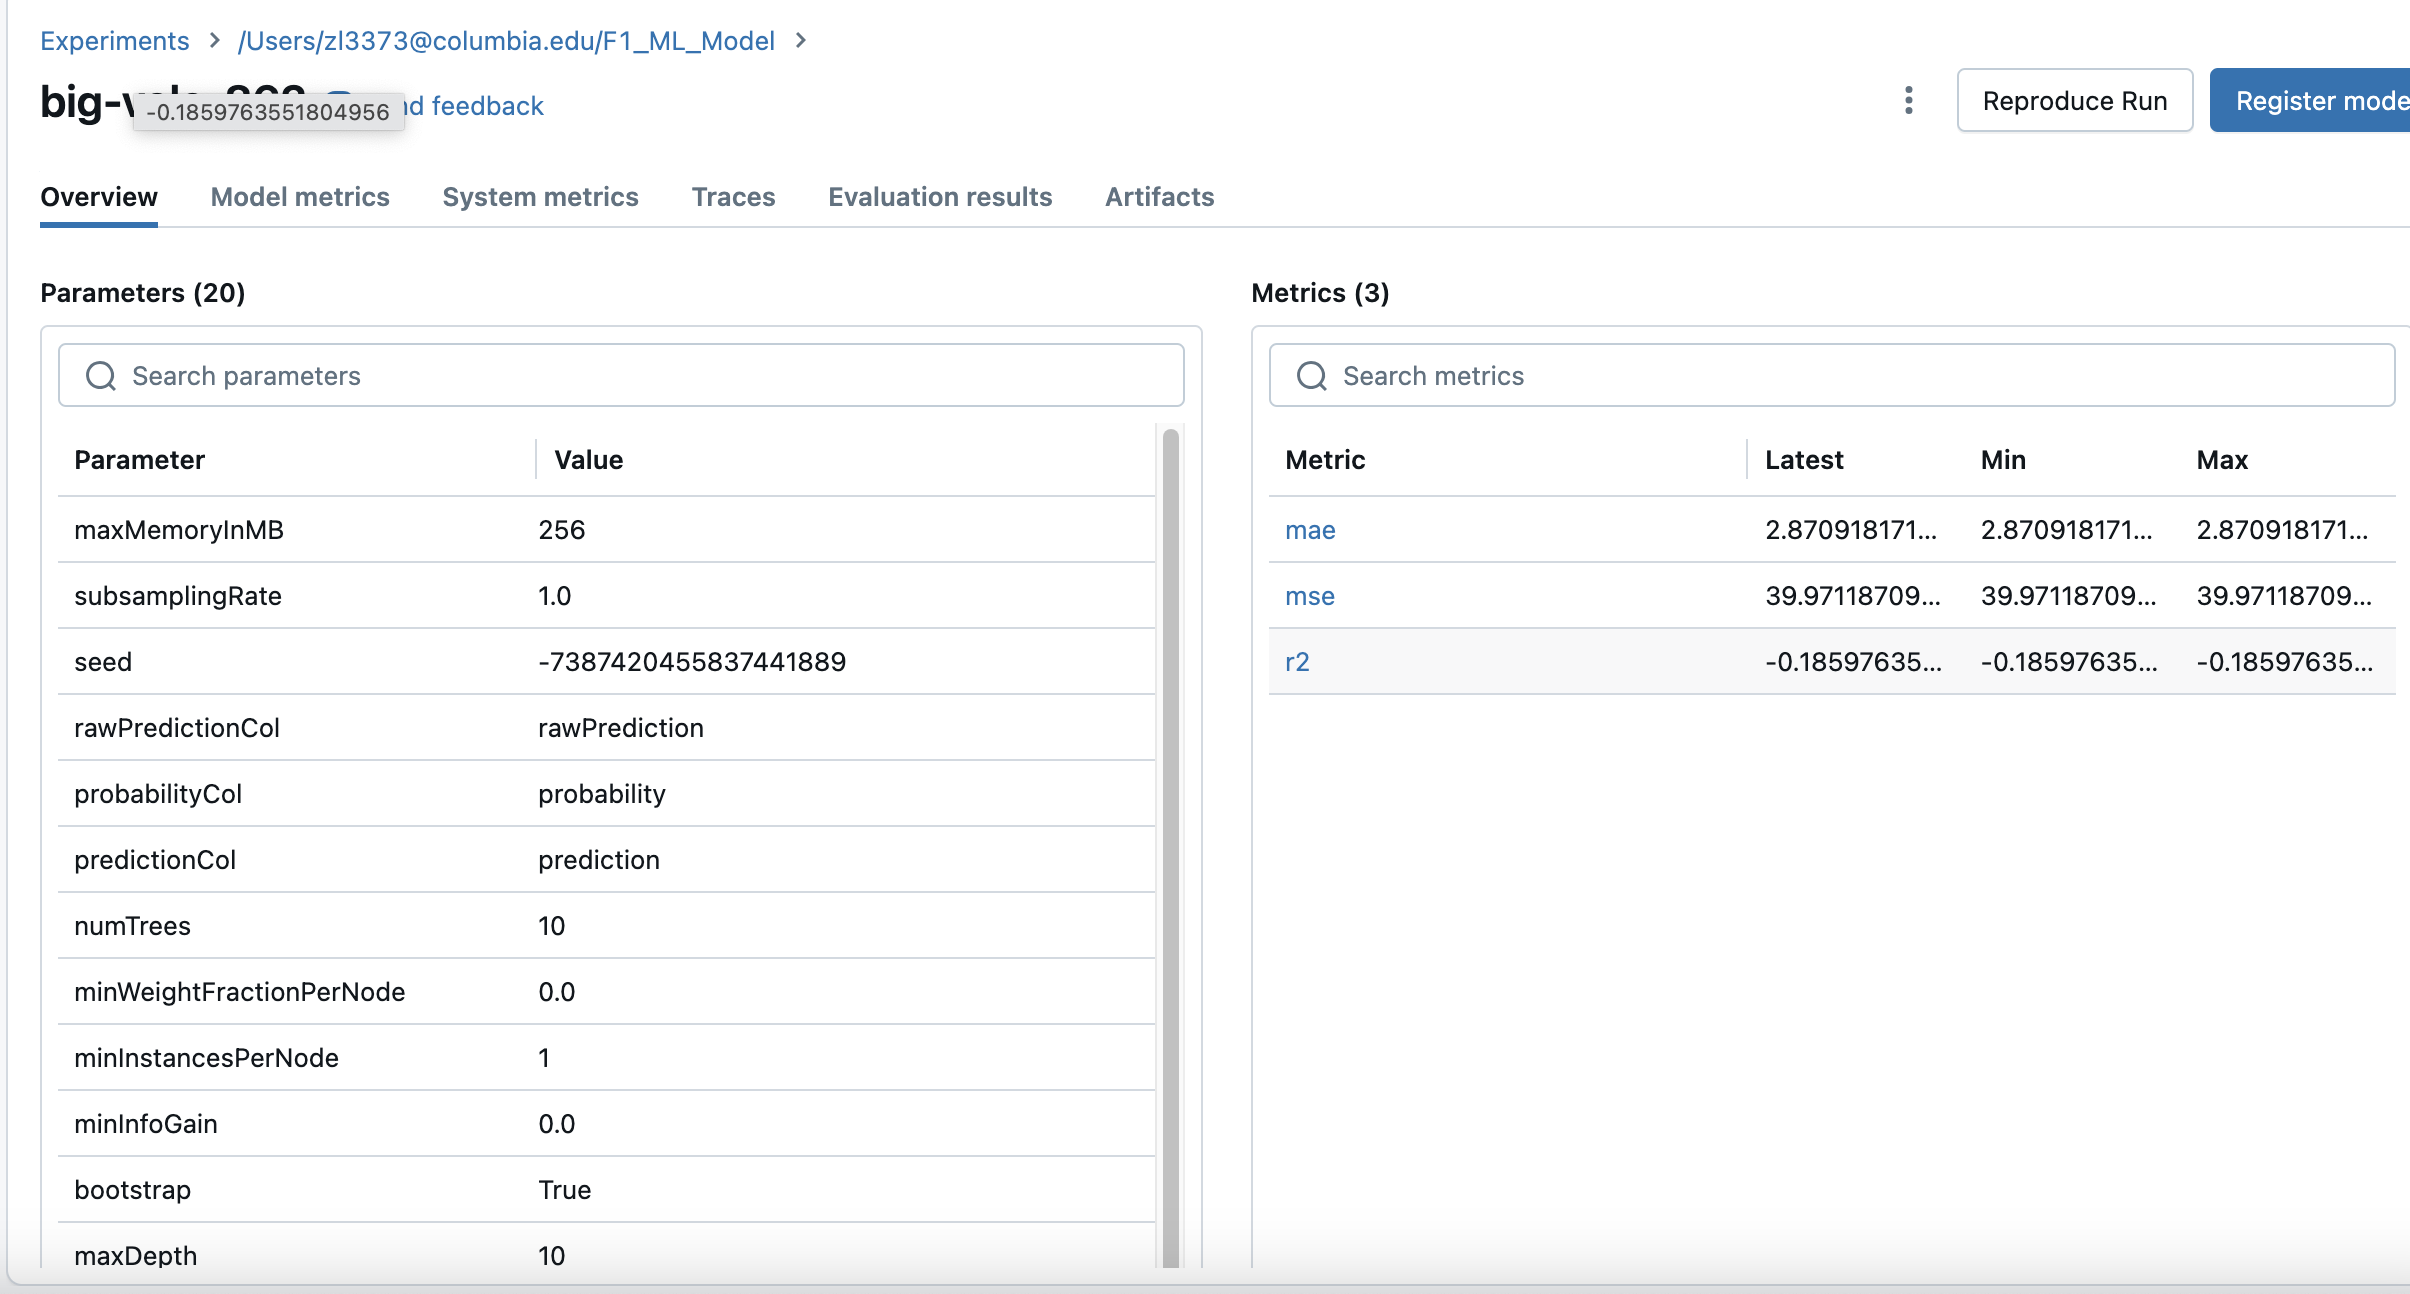 Experiments > /Users/zl3373@columbia.edu/F1_ML_Model >
-0.1859763551804956
feedback
Reproduce Run
Register mode
Overview Model metrics System metrics Traces Evaluation results Artifacts
Parameters (20)
Search parameters
Parameter Value
maxMemoryInMB 256
subsamplingRate 1.0
seed -7387420455837441889
rawPredictionCol rawPrediction
probabilityCol probability
predictionCol prediction
numTrees 10
minWeightFractionPerNode 0.0
minInstancesPerNode 1
minInfoGain 0.0
bootstrap True
maxDepth 10
Metrics (3)
Search metrics
Metric Latest Min Max
mae 2.870918171... 2.870918171... 2.870918171...
mse 39.97118709... 39.97118709... 39.97118709...
r2 -0.18597635... -0.18597635... -0.18597635...